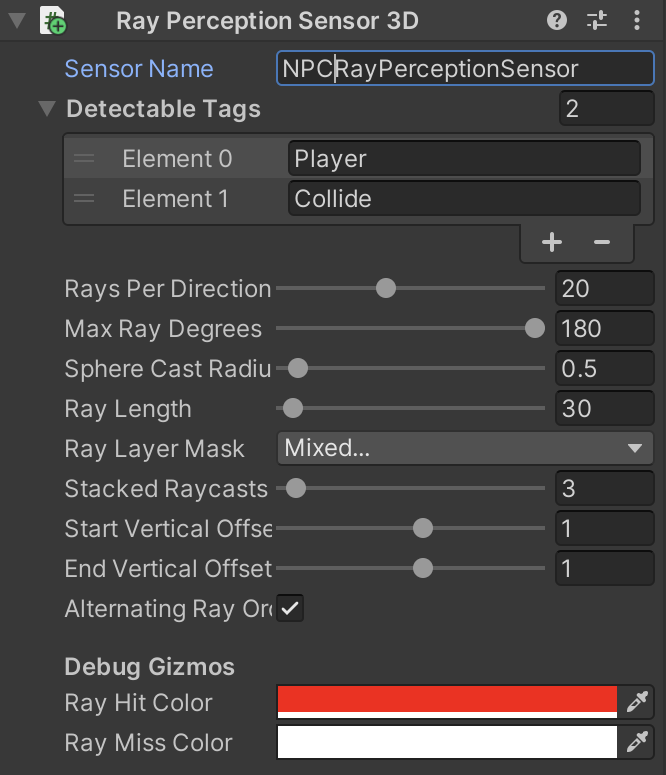 Ray Perception Sensor 3D
Sensor Name NPCRayPerceptionSensor
Detectable Tags 2
Element 0 Player
Element 1 Collide
Rays Per Direction 20
Max Ray Degrees 180
Sphere Cast Radiu 0.5
Ray Length 30
Ray Layer Mask Mixed...
Stacked Raycasts 3
Start Vertical Offse 1
End Vertical Offset 1
Alternating Ray Ord
Debug Gizmos
Ray Hit Color
Ray Miss Color